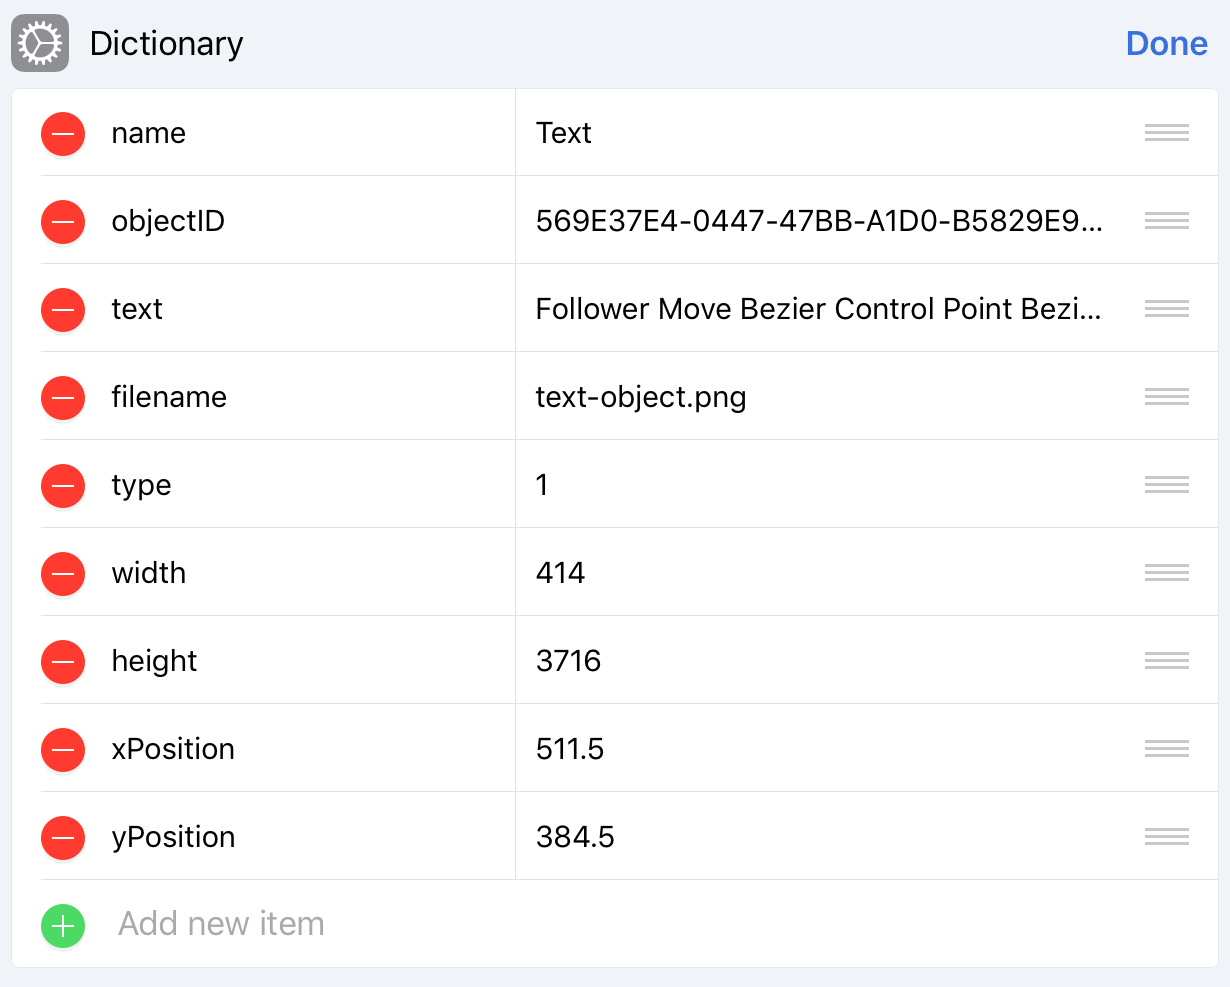 Dictionary Done
name Text
objectID 569E37E4-0447-47BB-A1D0-B5829E9...
text Follower Move Bezier Control Point Bezi...
filename text-object.png
type 1
width 414
height 3716
xPosition 511.5
yPosition 384.5
Add new item